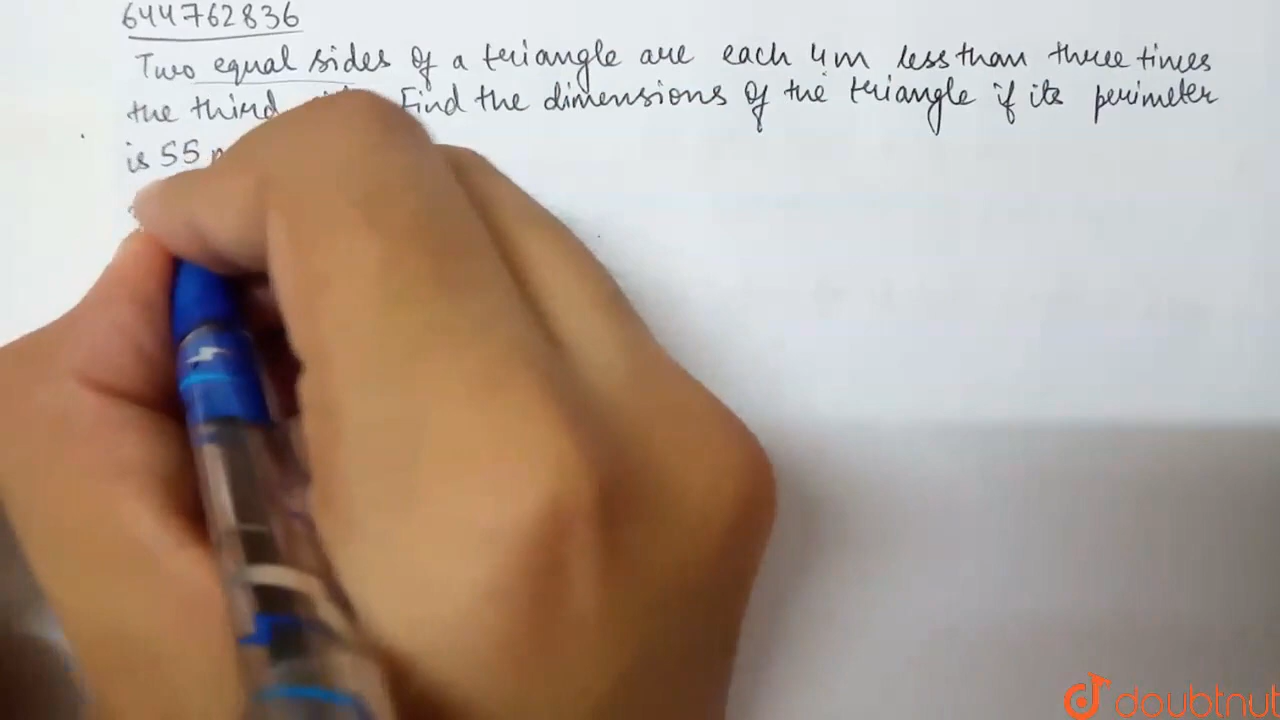 644762836
Two equal sides of a triangle are each 4m less than three times
the third Find the dimensions of the triangle if its perimeter
is 55
doubtnut